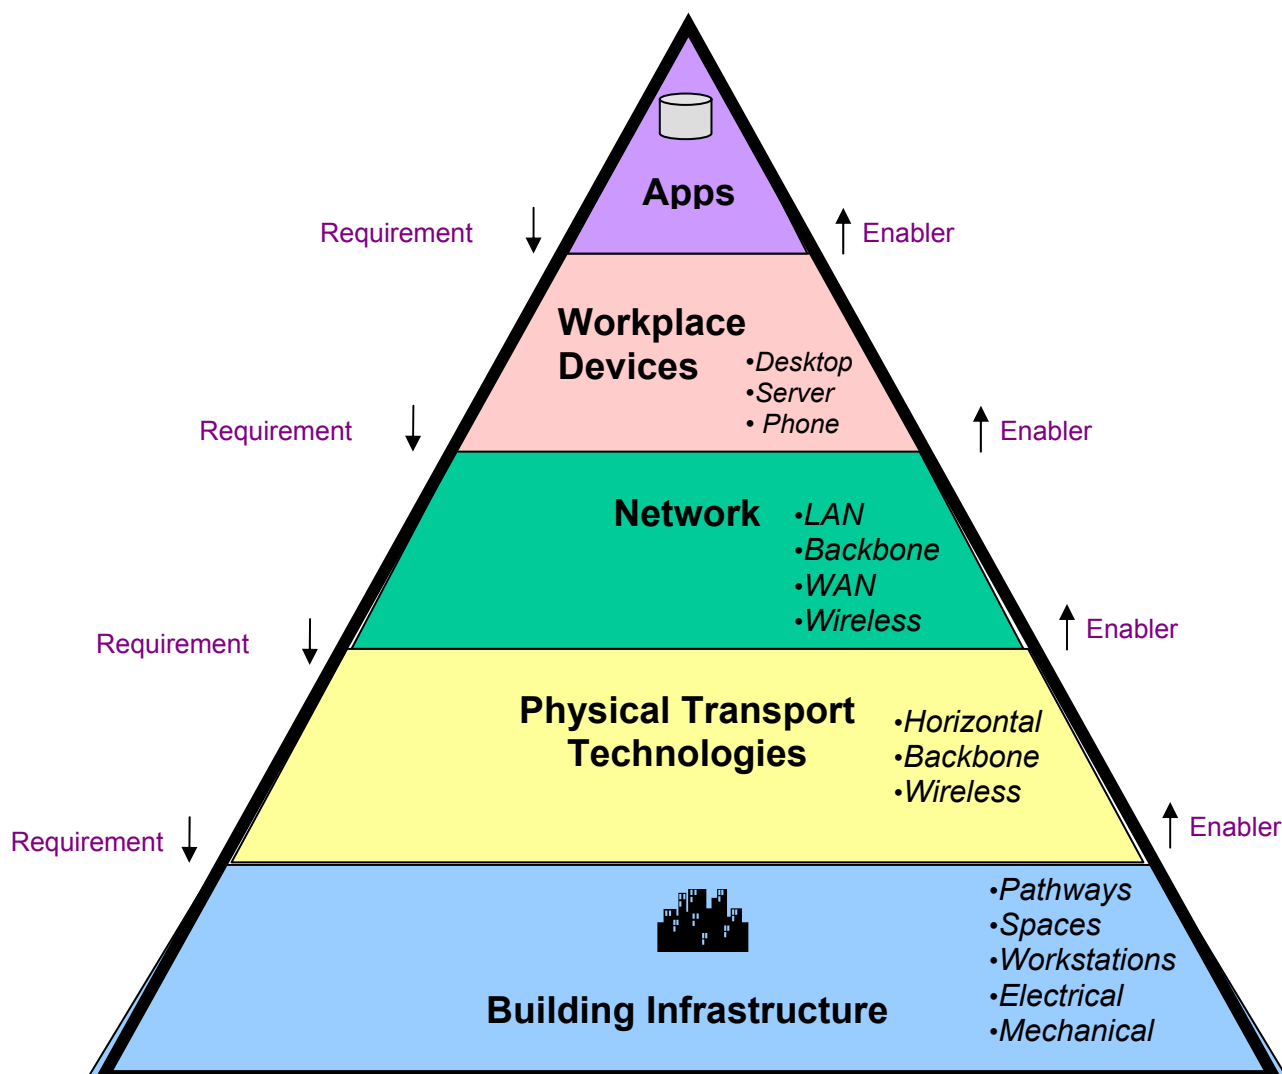 Apps
Requirement
Enabler
Workplace
Devices
•Desktop
•Server
• Phone
Requirement
Enabler
Network
•LAN
•Backbone
•WAN
•Wireless
Requirement
Enabler
Physical Transport
Technologies
•Horizontal
•Backbone
•Wireless
Requirement
Enabler
Building Infrastructure
•Pathways
•Spaces
•Workstations
•Electrical
•Mechanical